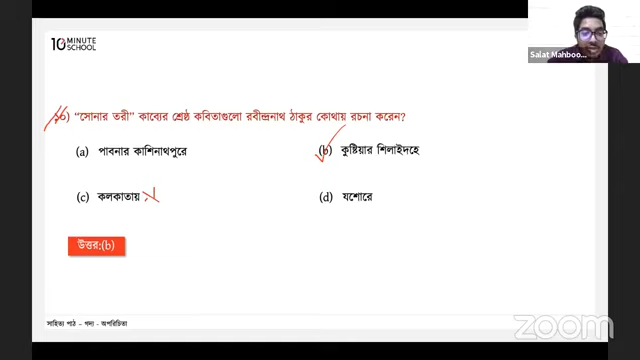 10 MINUTE SCHOOL
Salat Mahboo...
) “সোনার তরী” কাব্যের শ্রেষ্ঠ কবিতাগুলো রবীন্দ্রনাথ ঠাকুর কোথায় রচনা করেন?
(a) পাবনার কাশিনাথপুরে
(b) কুষ্টিয়ার শিলাইদহে
(c) কলকাতায়
(d) যশোরে
উত্তর:(b)
সাহিত্য পাঠ - গদ্য - অপরিচিতা
zoom